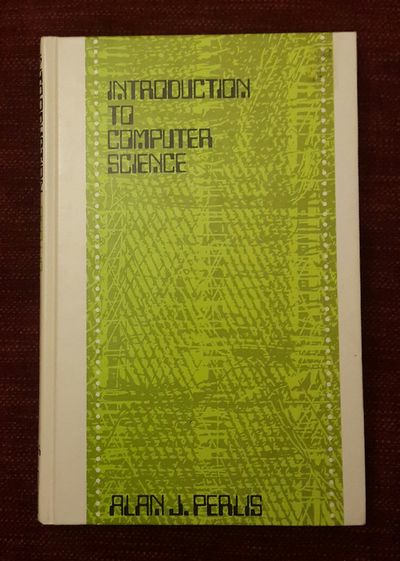 INTRODUCTION
TO
COMPUTER
SCIENCE
ALAN J. PERLIS